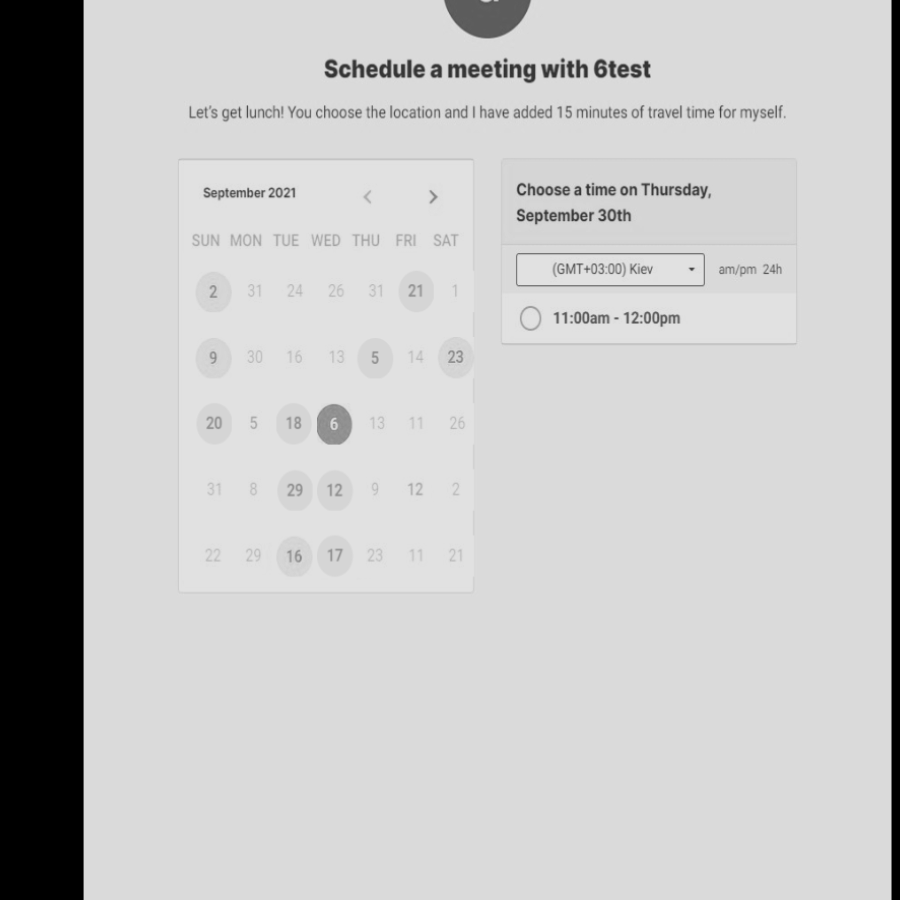 Schedule a meeting with 6test
Let's get lunch! You choose the location and I have added 15 minutes of travel time for myself.
September 2021
SUN MON TUE WED THU FRI SAT
2 31 24 26 31 21 1
9 30 16 13 5 14 23
20 5 18 6 13 11 26
31 8 29 12 9 12 2
22 29 16 17 23 11 21
Choose a time on Thursday,
September 30th
(GMT+03:00) Kiev am/pm 24h
11:00am - 12:00pm